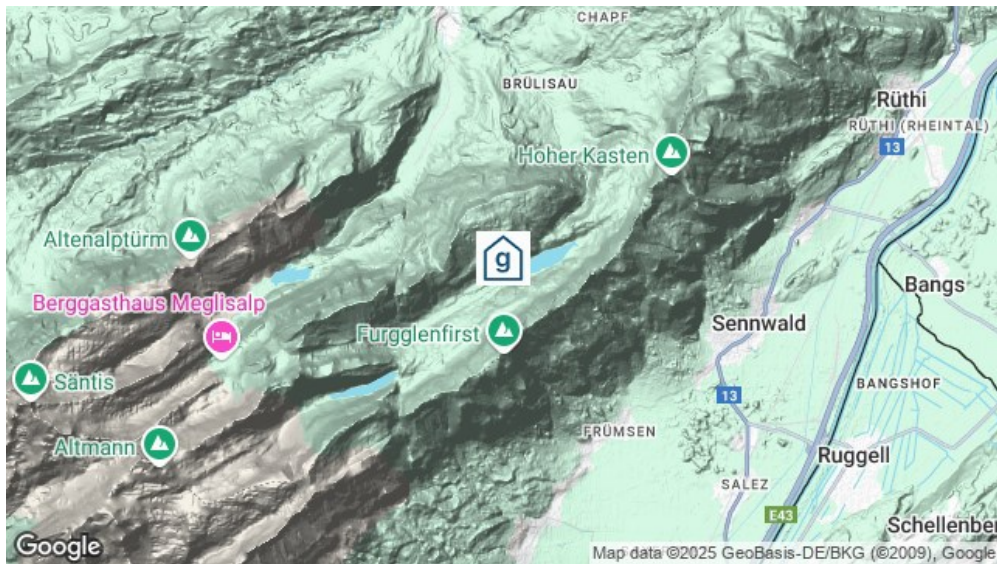 CHAPF
BRÜLISAU
Rüthi
RÜTHI (RHEINTAL)
13
Hoher Kasten
Altenalptürm
g
Bangs
Berggasthaus Meglisalp
Furgglenfirst
Sennwald
Säntis
13
BANGSHOF
Altmann
FRÜMSEN
Ruggell
SALEZ
E43
Schellenber
Google
Map data ©2025 GeoBasis-DE/BKG (©2009), Google